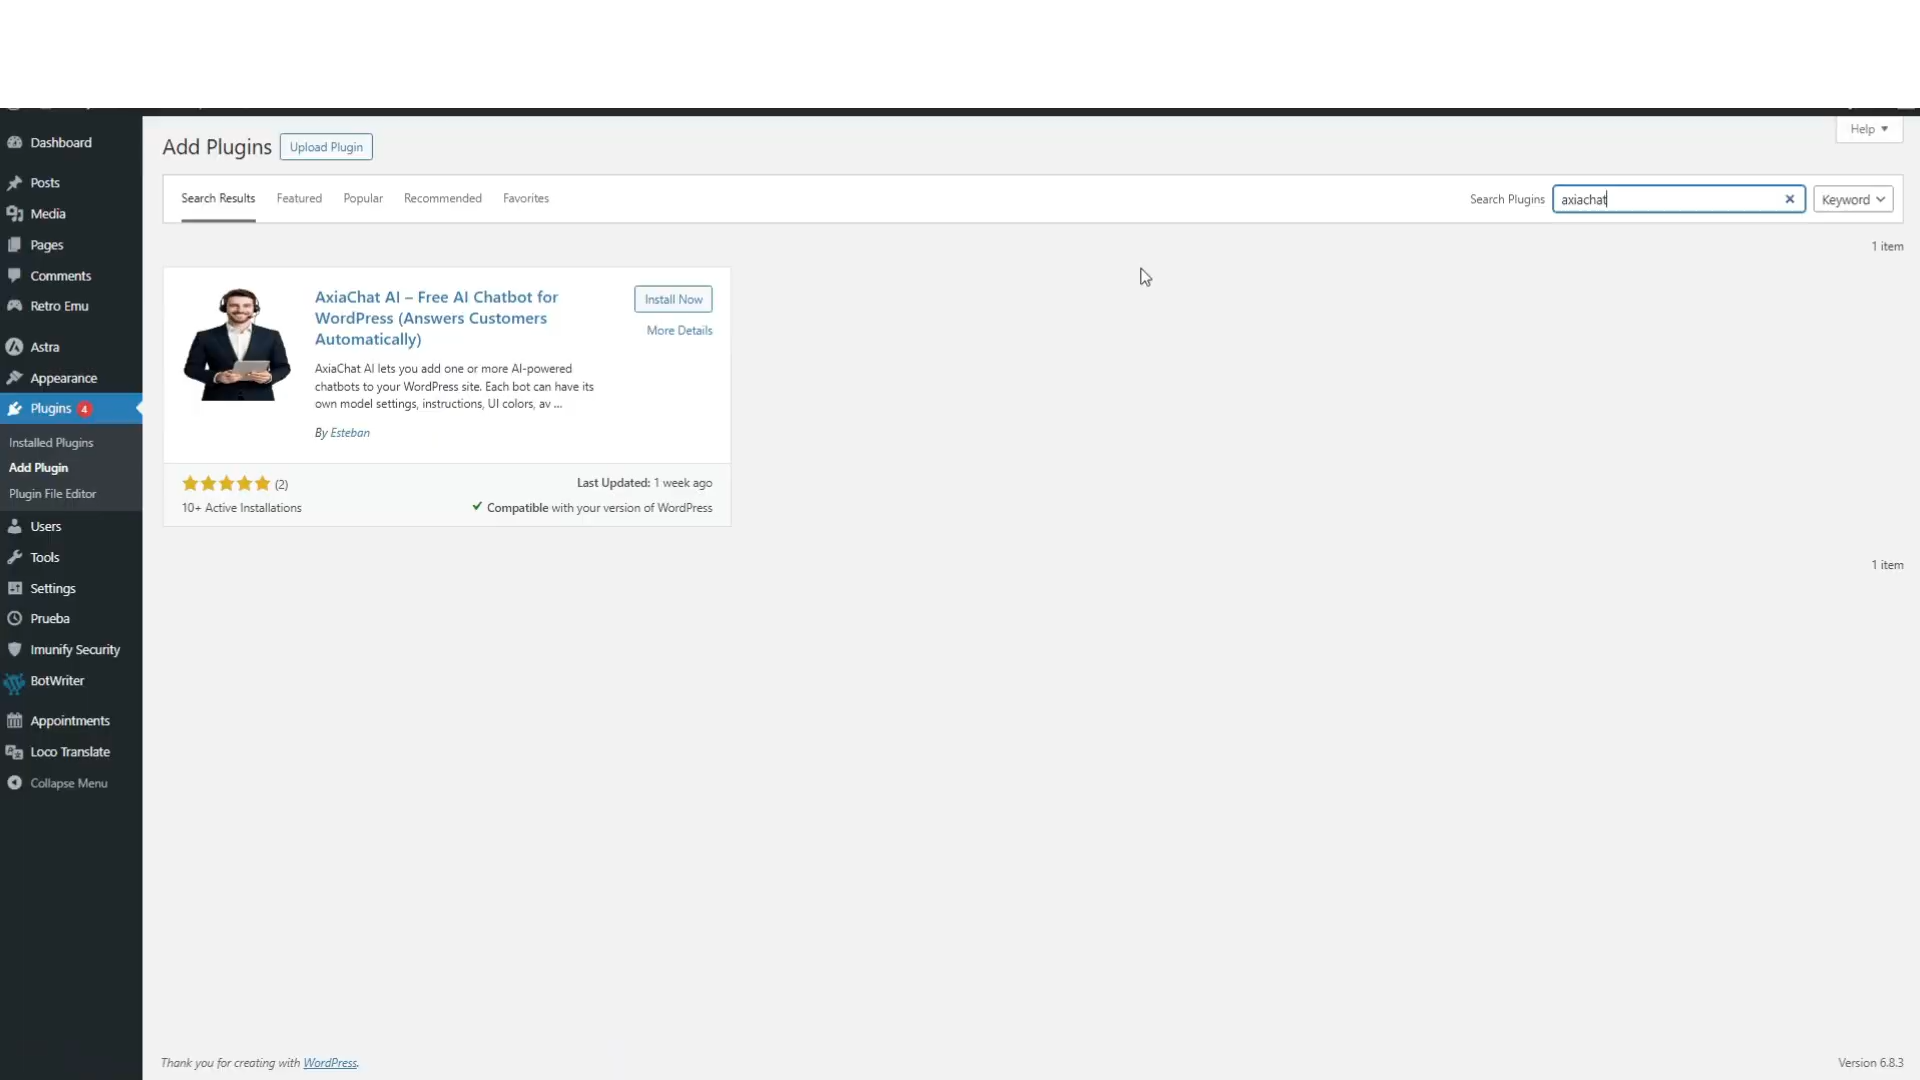 Dashboard
Posts
Media
Pages
Comments
Retro Emu
Astra
Appearance
Plugins 4
Installed Plugins
Add Plugin
Plugin File Editor
Users
Tools
Settings
Prueba
Imunify Security
BotWriter
Appointments
Loco Translate
Collapse Menu
Help
Add Plugins Upload Plugin
Search Results Featured Popular Recommended Favorites Search Plugins axiachat Keyword
1 item
AxiaChat AI – Free AI Chatbot for
WordPress (Answers Customers
Automatically)
Install Now
More Details
AxiaChat AI lets you add one or more AI-powered
chatbots to your WordPress site. Each bot can have its
own model settings, instructions, UI colors, av ...
By Esteban
(2) Last Updated: 1 week ago
10+ Active Installations Compatible with your version of WordPress
1 item
Thank you for creating with WordPress. Version 6.8.3